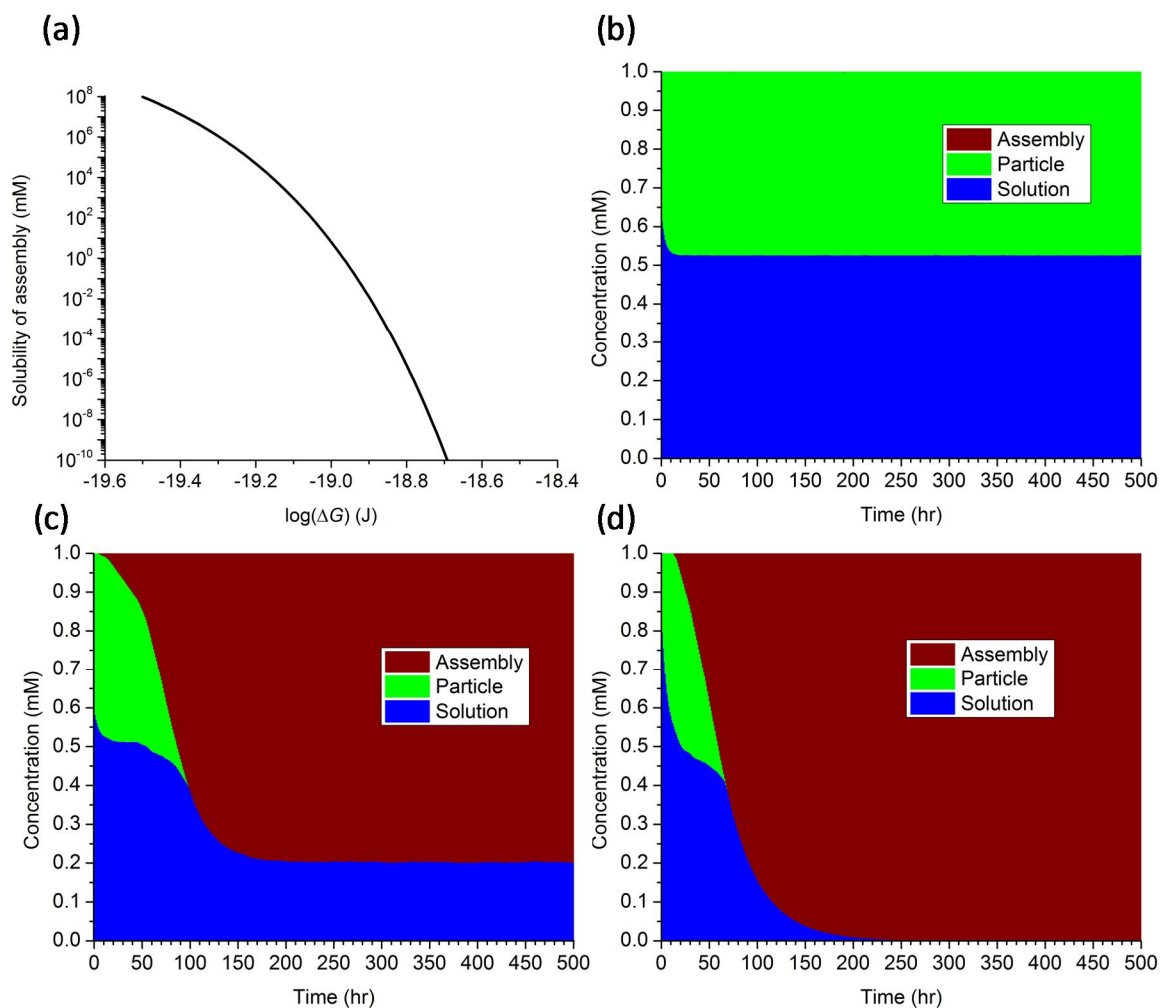 (a)
10^8
10^6
10^4
10^2
10^0
10^-2
10^-4
10^-6
10^-8
10^-10
Solubility of assembly (mM)
-19.6 -19.4 -19.2 -19.0 -18.8 -18.6 -18.4
log(ΔG) (J)
(b)
1.0
0.9
0.8
0.7
0.6
0.5
0.4
0.3
0.2
0.1
0.0
Concentration (mM)
Assembly
Particle
Solution
0 50 100 150 200 250 300 350 400 450 500
Time (hr)
(c)
1.0
0.9
0.8
0.7
0.6
0.5
0.4
0.3
0.2
0.1
0.0
Concentration (mM)
Assembly
Particle
Solution
0 50 100 150 200 250 300 350 400 450 500
Time (hr)
(d)
1.0
0.9
0.8
0.7
0.6
0.5
0.4
0.3
0.2
0.1
0.0
Concentration (mM)
Assembly
Particle
Solution
0 50 100 150 200 250 300 350 400 450 500
Time (hr)